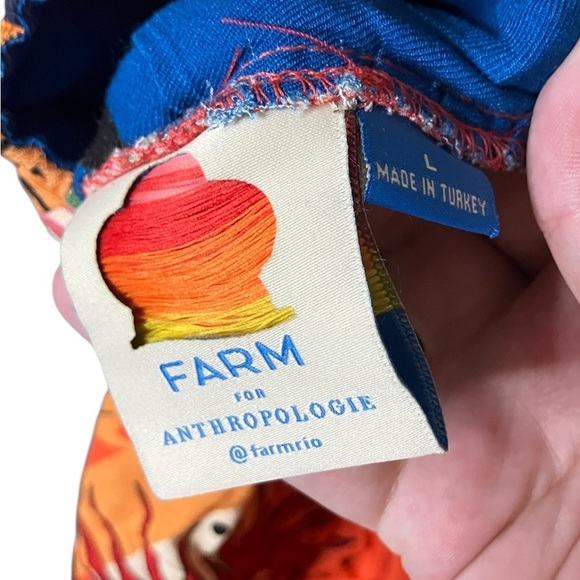 L
MADE IN TURKEY
FARM
FOR
ANTHROPOLOGIE
@farmrio